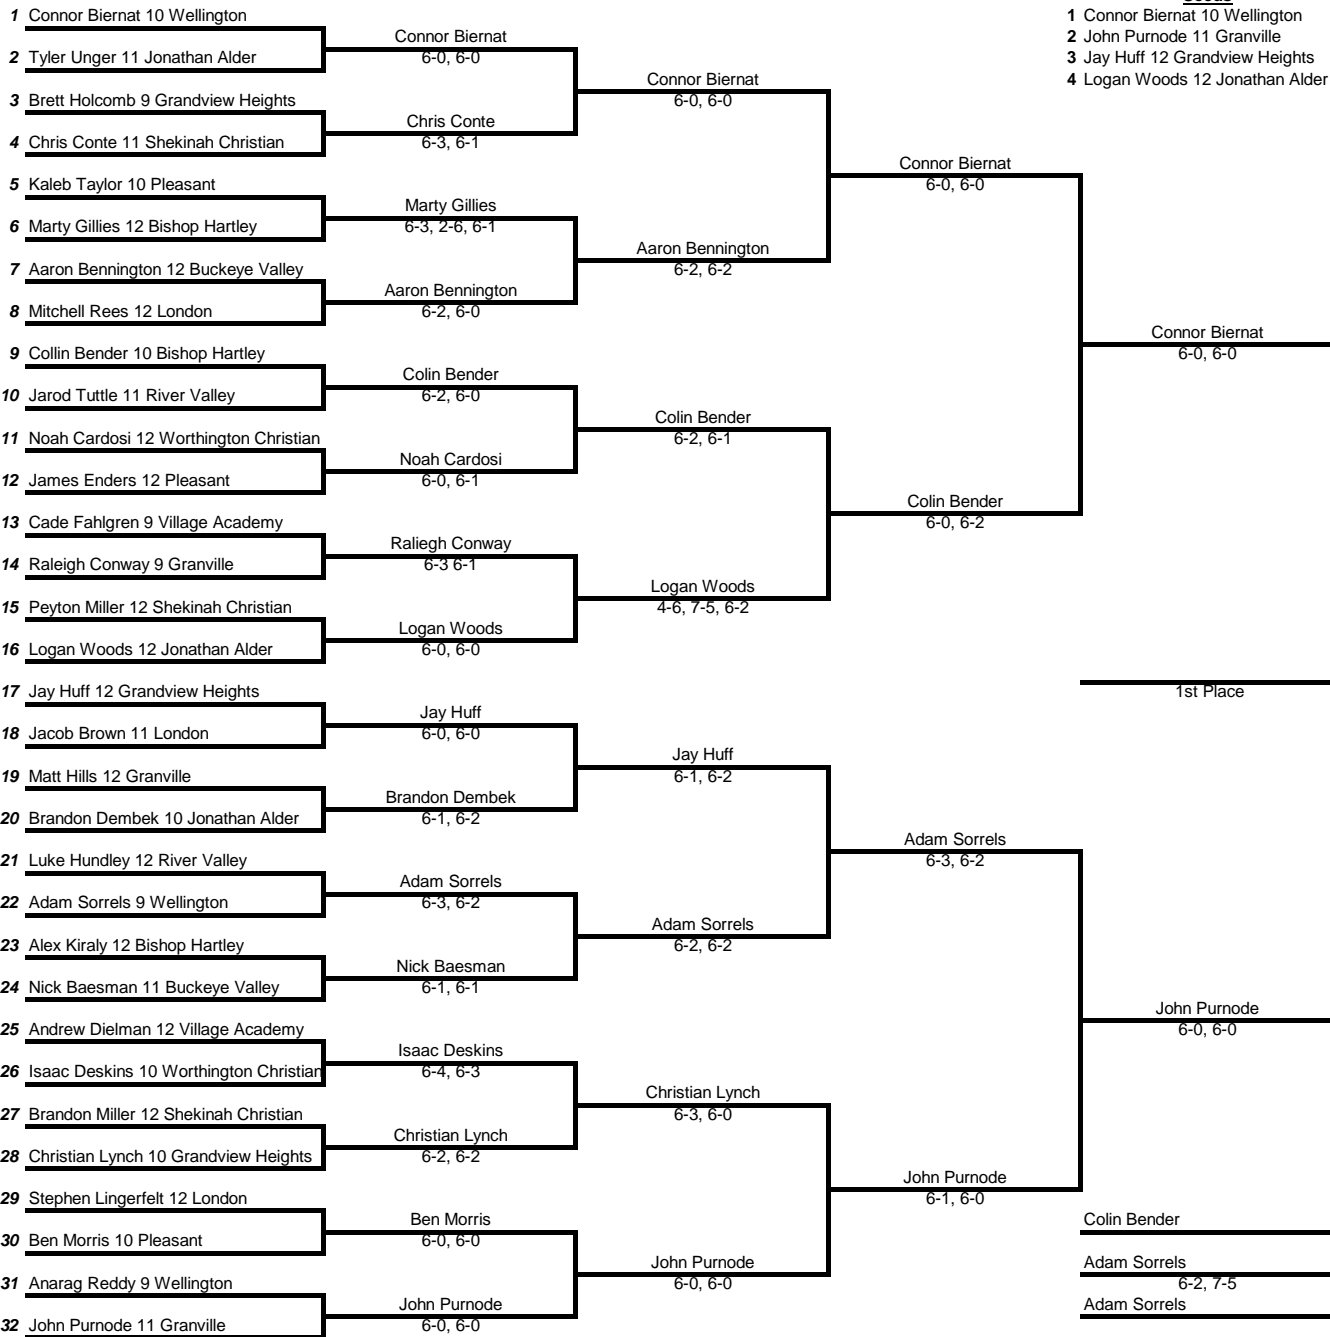 1 Connor Biernat 10 Wellington
2 Tyler Unger 11 Jonathan Alder
3 Brett Holcomb 9 Grandview Heights
4 Chris Conte 11 Shekinah Christian
5 Kaleb Taylor 10 Pleasant
6 Marty Gillies 12 Bishop Hartley
7 Aaron Bennington 12 Buckeye Valley
8 Mitchell Rees 12 London
9 Collin Bender 10 Bishop Hartley
10 Jarod Tuttle 11 River Valley
11 Noah Cardosi 12 Worthington Christian
12 James Enders 12 Pleasant
13 Cade Fahlgren 9 Village Academy
14 Raleigh Conway 9 Granville
15 Peyton Miller 12 Shekinah Christian
16 Logan Woods 12 Jonathan Alder
17 Jay Huff 12 Grandview Heights
18 Jacob Brown 11 London
19 Matt Hills 12 Granville
20 Brandon Dembek 10 Jonathan Alder
21 Luke Hundley 12 River Valley
22 Adam Sorrels 9 Wellington
23 Alex Kiraly 12 Bishop Hartley
24 Nick Baesman 11 Buckeye Valley
25 Andrew Dielman 12 Village Academy
26 Isaac Deskins 10 Worthington Christian
27 Brandon Miller 12 Shekinah Christian
28 Christian Lynch 10 Grandview Heights
29 Stephen Lingerfelt 12 London
30 Ben Morris 10 Pleasant
31 Anarag Reddy 9 Wellington
32 John Purnode 11 Granville
Connor Biernat
6-0, 6-0
Chris Conte
6-3, 6-1
Marty Gillies
6-3, 2-6, 6-1
Aaron Bennington
6-2, 6-0
Colin Bender
6-2, 6-0
Noah Cardosi
6-0, 6-1
Raliegh Conway
6-3 6-1
Logan Woods
6-0, 6-0
Jay Huff
6-0, 6-0
Brandon Dembek
6-1, 6-2
Adam Sorrels
6-3, 6-2
Nick Baesman
6-1, 6-1
Isaac Deskins
6-4, 6-3
Christian Lynch
6-2, 6-2
Ben Morris
6-0, 6-0
John Purnode
6-0, 6-0
Connor Biernat
6-0, 6-0
Aaron Bennington
6-2, 6-2
Colin Bender
6-2, 6-1
Logan Woods
4-6, 7-5, 6-2
Jay Huff
6-1, 6-2
Adam Sorrels
6-2, 6-2
Christian Lynch
6-3, 6-0
John Purnode
6-0, 6-0
Connor Biernat
6-0, 6-0
Colin Bender
6-0, 6-2
Adam Sorrels
6-3, 6-2
John Purnode
6-1, 6-0
1 Connor Biernat 10 Wellington
2 John Purnode 11 Granville
3 Jay Huff 12 Grandview Heights
4 Logan Woods 12 Jonathan Alder
Connor Biernat
6-0, 6-0
1st Place
John Purnode
6-0, 6-0
Colin Bender
Adam Sorrels
6-2, 7-5
Adam Sorrels